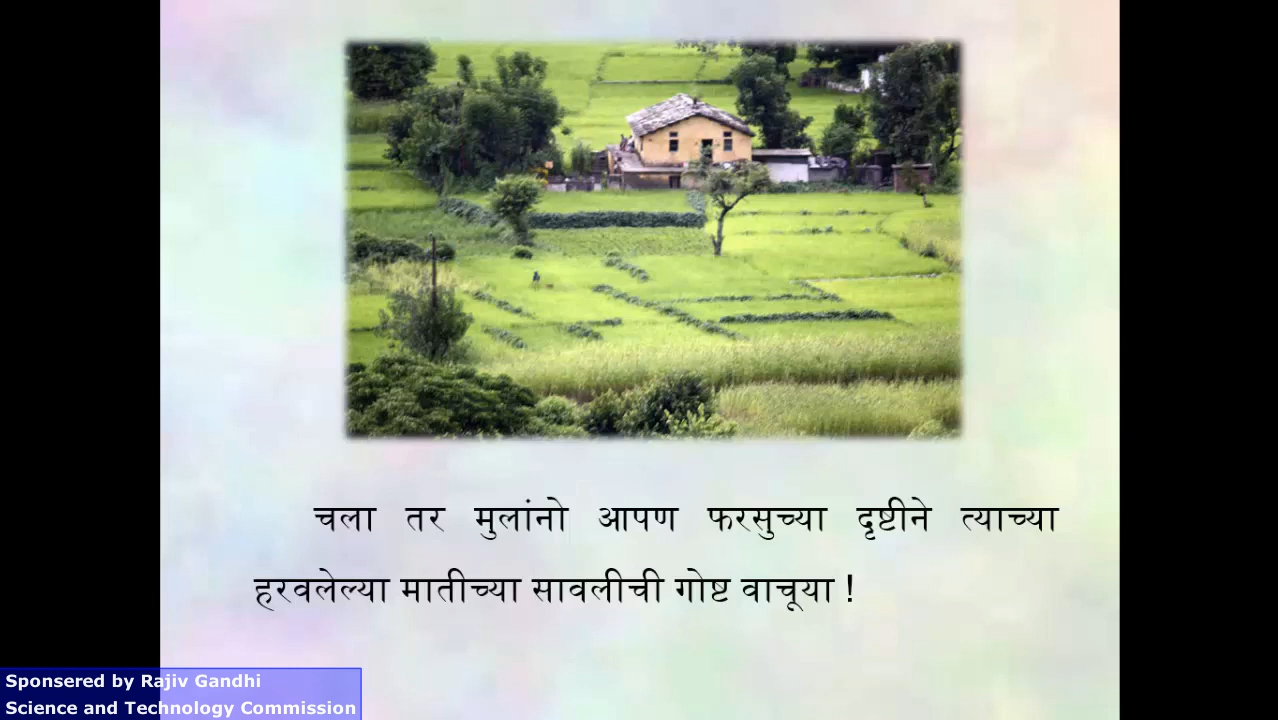 चला तर मुलांनो आपण फरसुच्या दृष्टीने त्याच्या
हरवलेल्या मातीच्या सावलीची गोष्ट वाचूया !
Sponsered by Rajiv Gandhi
Science and Technology Commission